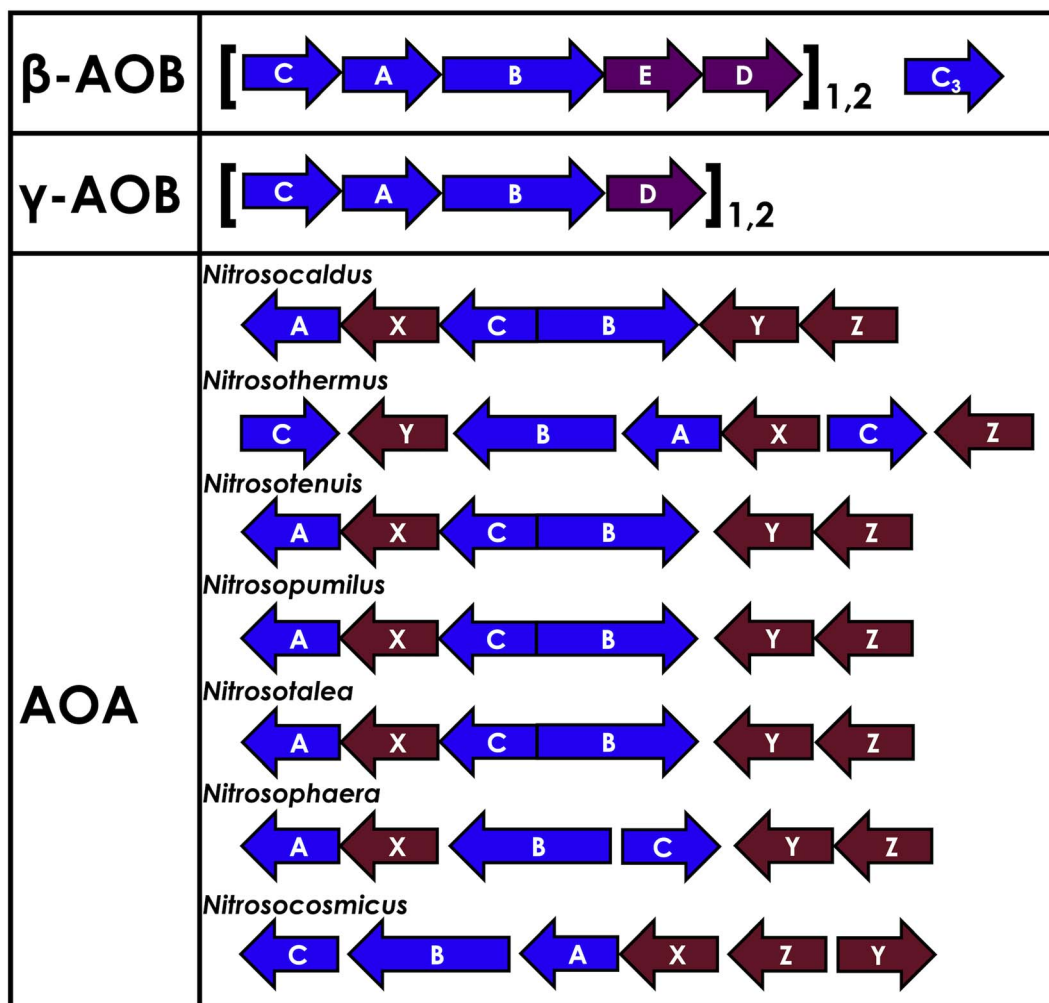 β-AOB [ C A B E D ]1,2 C3
γ-AOB [ C A B D ]1,2
AOA
Nitrosocaldus
A X C B Y Z
Nitrosothermus
C Y B A X C Z
Nitrosotenuis
A X C B Y Z
Nitrosopumilus
A X C B Y Z
Nitrosotalea
A X C B Y Z
Nitrosophaera
A X B C Y Z
Nitrosocosmicus
C B A X Z Y